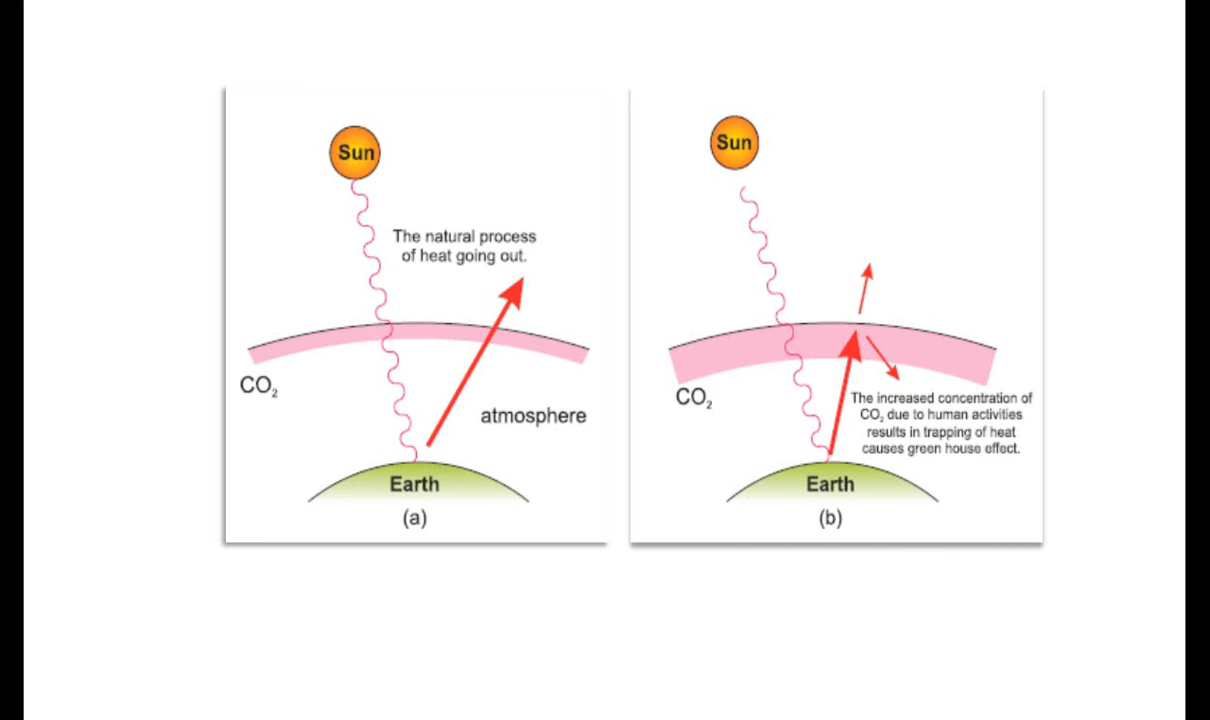 Sun
The natural process
of heat going out.
CO₂
atmosphere
Earth
(a)
Sun
CO₂
The increased concentration of
CO₂ due to human activities
results in trapping of heat
causes green house effect.
Earth
(b)